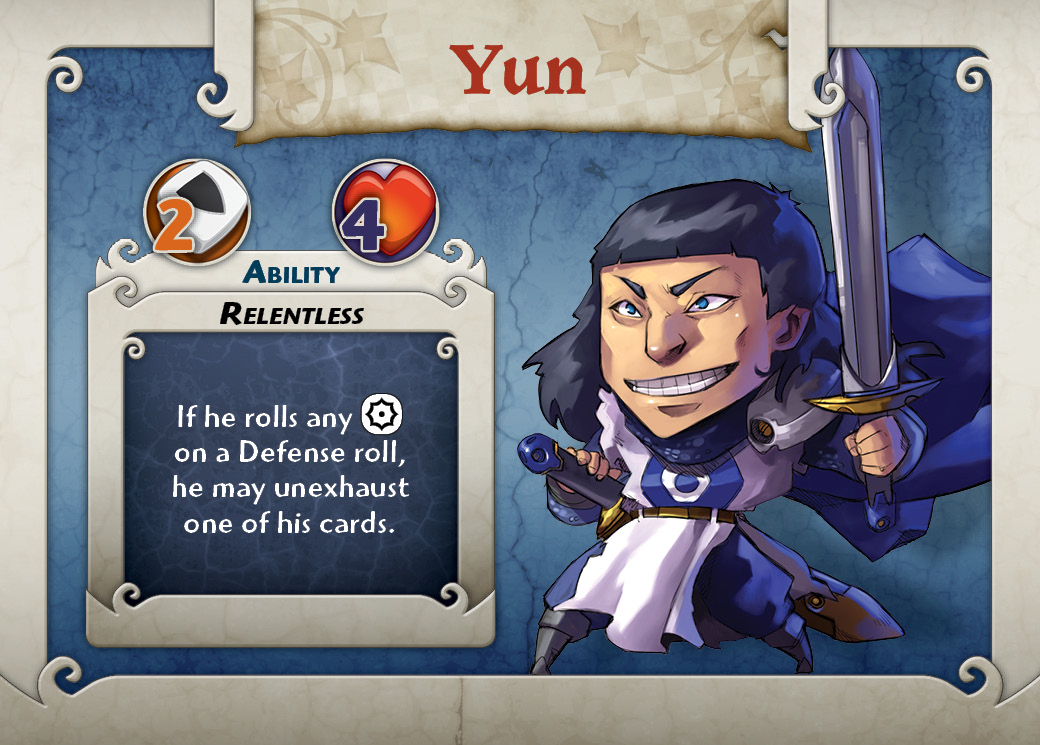 Yun
2
4
Ability
Relentless
If he rolls any
on a Defense roll,
he may unexhaust
one of his cards.